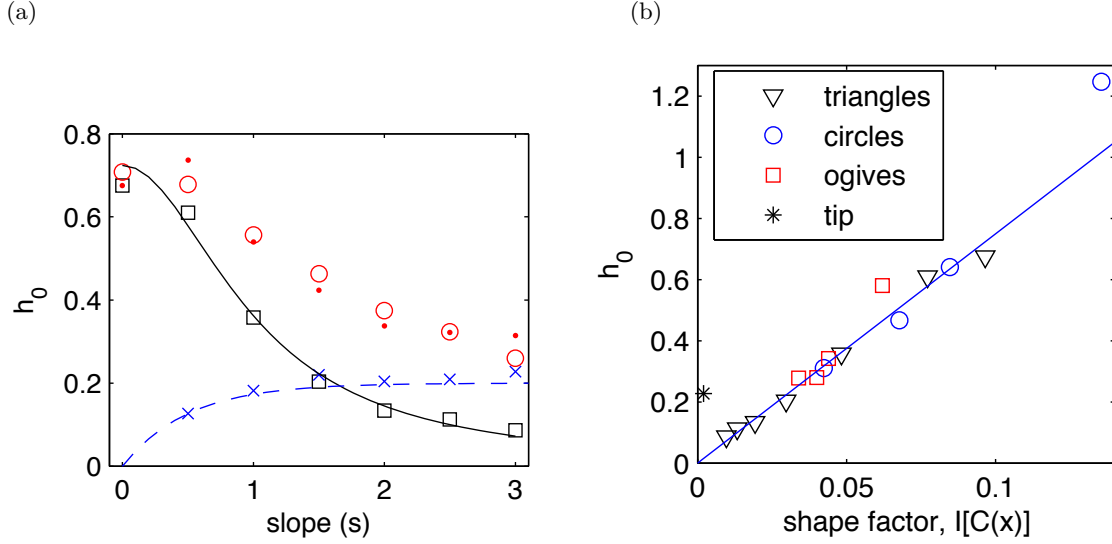 (a)
0.8
0.6
0.4
0.2
0
0
1
2
3
h0
slope (s)
(b)
1.2
1
0.8
0.6
0.4
0.2
0
0
0.05
0.1
h0
shape factor, I[C(x)]
triangles
circles
ogives
tip